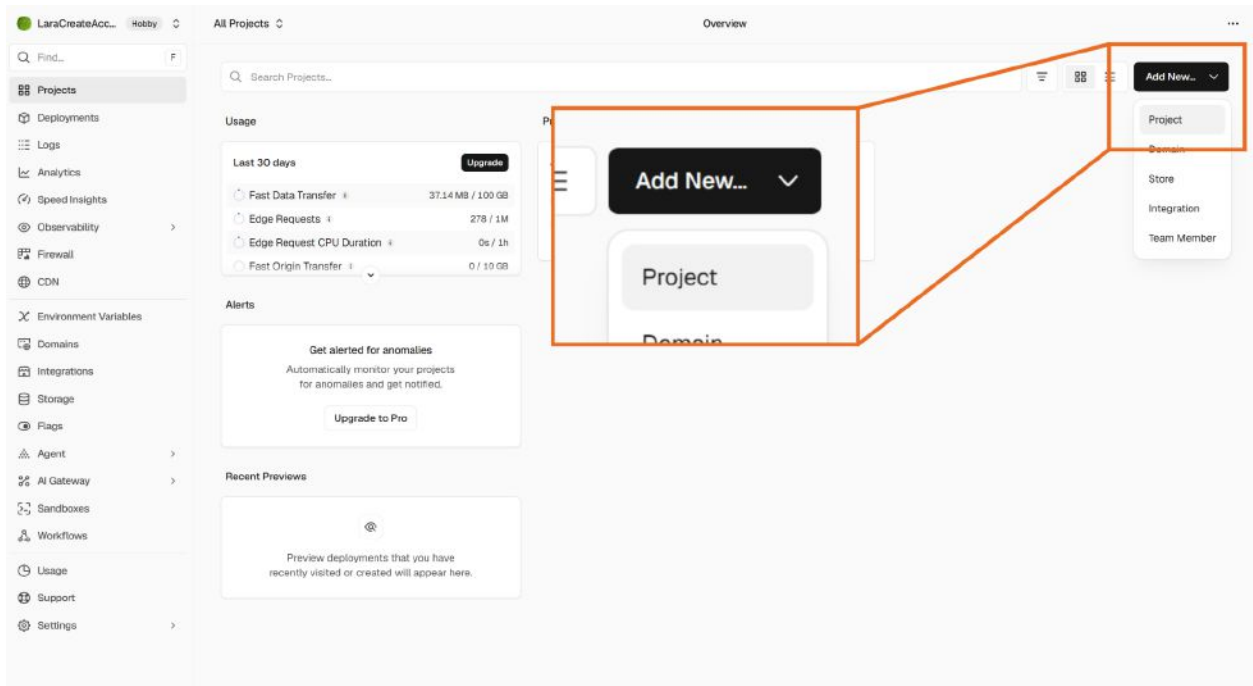 LaraCreateAcc... Hobby
Find... F
Projects
Deployments
Logs
Analytics
Speed Insights
Observability
Firewall
CDN
Environment Variables
Domains
Integrations
Storage
Flags
Agent
AI Gateway
Sandboxes
Workflows
Usage
Support
Settings
All Projects
Overview
Search Projects...
Add New...
Project
Domain
Store
Integration
Team Member
Usage
Last 30 days Upgrade
Fast Data Transfer 37.14 MB / 100 GB
Edge Requests 278 / 1M
Edge Request CPU Duration 0s / 1h
Fast Origin Transfer 0 / 10 GB
Alerts
Get alerted for anomalies
Automatically monitor your projects
for anomalies and get notified.
Upgrade to Pro
Recent Previews
Preview deployments that you have
recently visited or created will appear here.
Add New...
Project
Domain